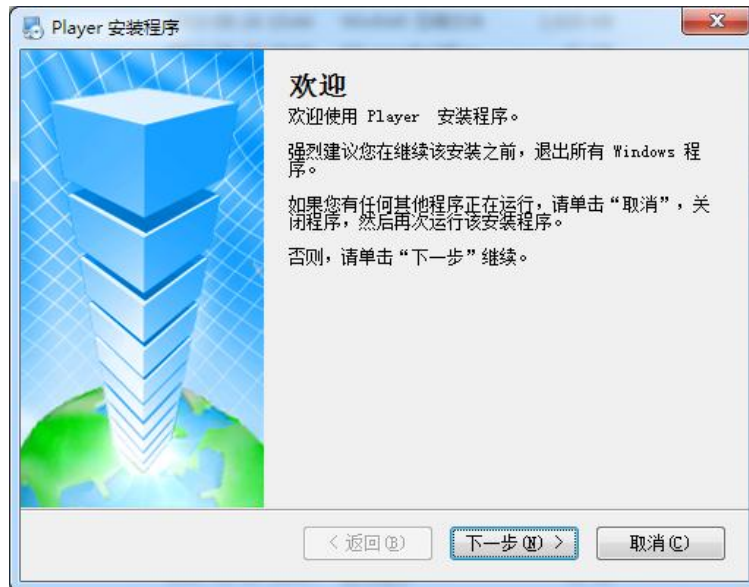 Player 安装程序
欢迎
欢迎使用 Player 安装程序。
强烈建议您在继续该安装之前，退出所有 Windows 程
序。
如果您有任何其他程序正在运行，请单击“取消”，关
闭程序，然后再次运行该安装程序。
否则，请单击“下一步”继续。
< 返回(B)
下一步(N) >
取消(C)